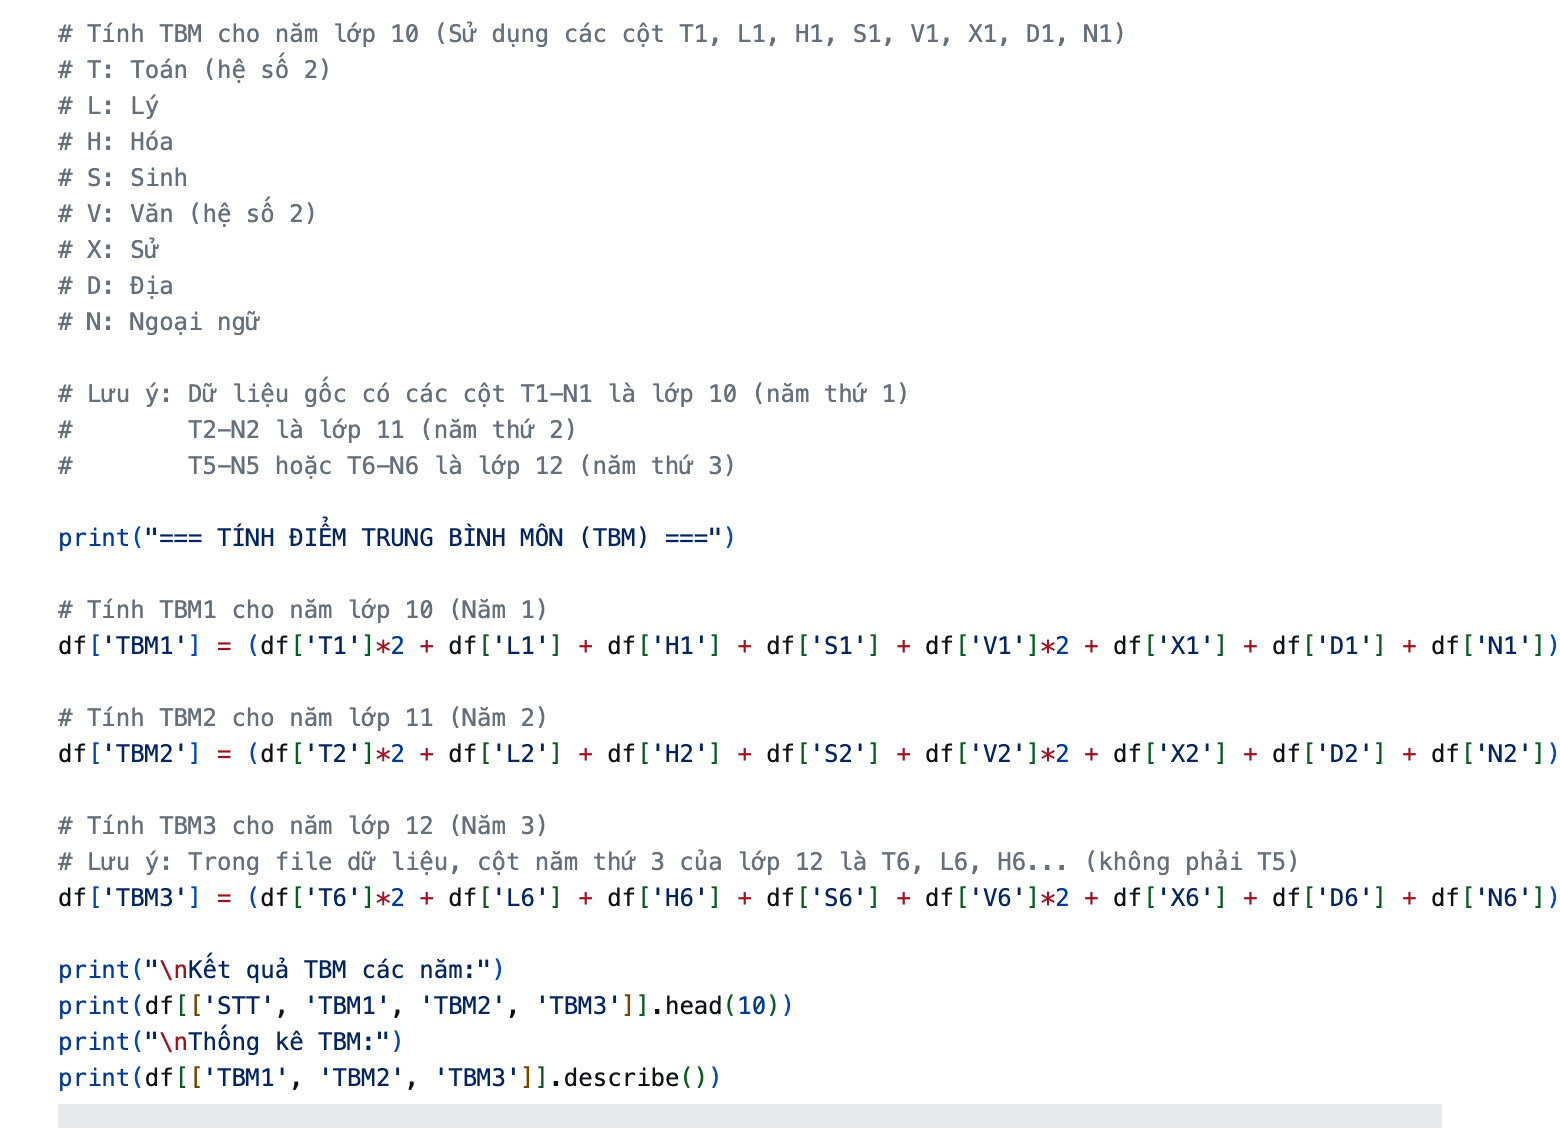 # Tính TBM cho năm lớp 10 (Sử dụng các cột T1, L1, H1, S1, V1, X1, D1, N1)
# T: Toán (hệ số 2)
# L: Lý
# H: Hóa
# S: Sinh
# V: Văn (hệ số 2)
# X: Sử
# D: Địa
# N: Ngoại ngữ

# Lưu ý: Dữ liệu gốc có các cột T1-N1 là lớp 10 (năm thứ 1)
#        T2-N2 là lớp 11 (năm thứ 2)
#        T5-N5 hoặc T6-N6 là lớp 12 (năm thứ 3)

print("=== TÍNH ĐIỂM TRUNG BÌNH MÔN (TBM) ===")

# Tính TBM1 cho năm lớp 10 (Năm 1)
df['TBM1'] = (df['T1']*2 + df['L1'] + df['H1'] + df['S1'] + df['V1']*2 + df['X1'] + df['D1'] + df['N1'])

# Tính TBM2 cho năm lớp 11 (Năm 2)
df['TBM2'] = (df['T2']*2 + df['L2'] + df['H2'] + df['S2'] + df['V2']*2 + df['X2'] + df['D2'] + df['N2'])

# Tính TBM3 cho năm lớp 12 (Năm 3)
# Lưu ý: Trong file dữ liệu, cột năm thứ 3 của lớp 12 là T6, L6, H6... (không phải T5)
df['TBM3'] = (df['T6']*2 + df['L6'] + df['H6'] + df['S6'] + df['V6']*2 + df['X6'] + df['D6'] + df['N6'])

print("\nKết quả TBM các năm:")
print(df[['STT', 'TBM1', 'TBM2', 'TBM3']].head(10))
print("\nThống kê TBM:")
print(df[['TBM1', 'TBM2', 'TBM3']].describe())